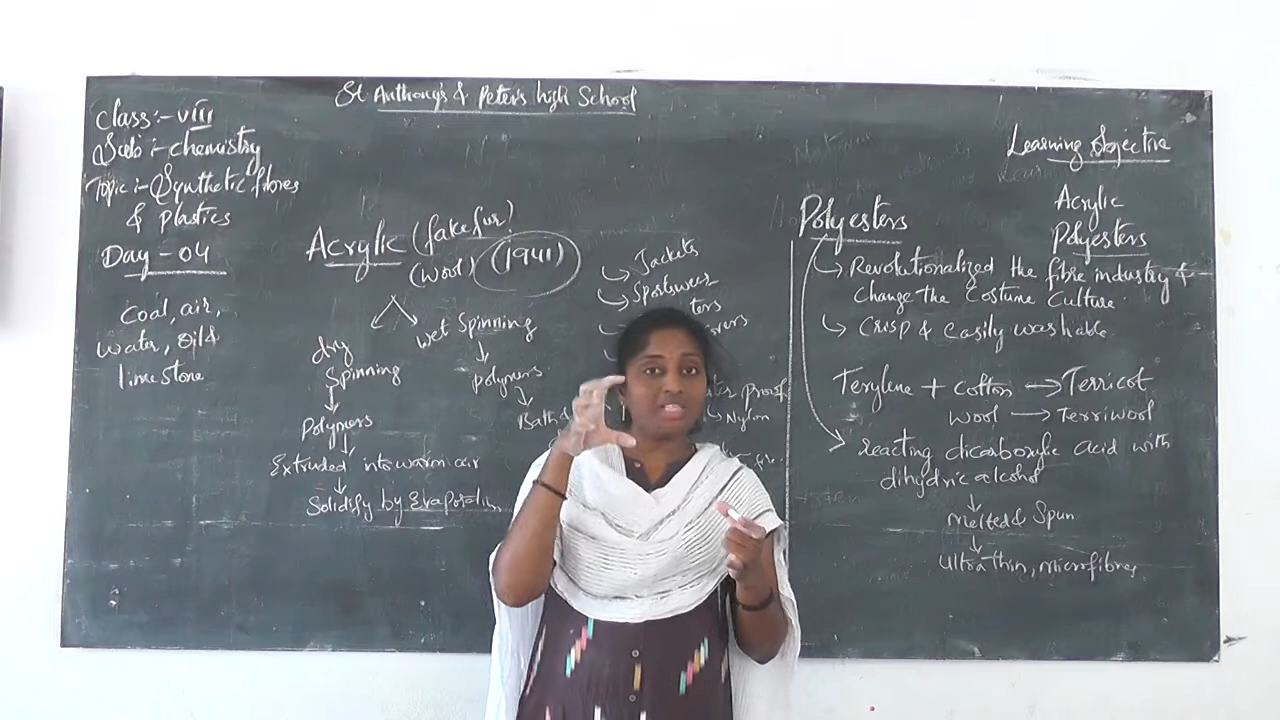 St Anthony's & Peter's high School
Class:- VIII
Sub :- chemistry
Topic :- Synthetic fibres
& plastics
Day - 04
Coal, air,
water, oil &
lime stone
Acrylic (fake fur)
(wool) (1941)
dry
Spinning
Polymers
Extruded into warm air
Solidify by Evaporation
wet Spinning
polymers
Bath &
Jackets
Sportswear
proof
Nylon
Polyesters
Revolutionalized the fibre industry &
Change the Costume Culture.
Crisp & Easily washable
Terylene + Cotton → Terricot
wool → Terriwool
reacting dicarboxylic acid with
dihydric alcohol
Melted & Spun
Ultra thin, microfibres
Learning Objective
Acrylic
Polyesters